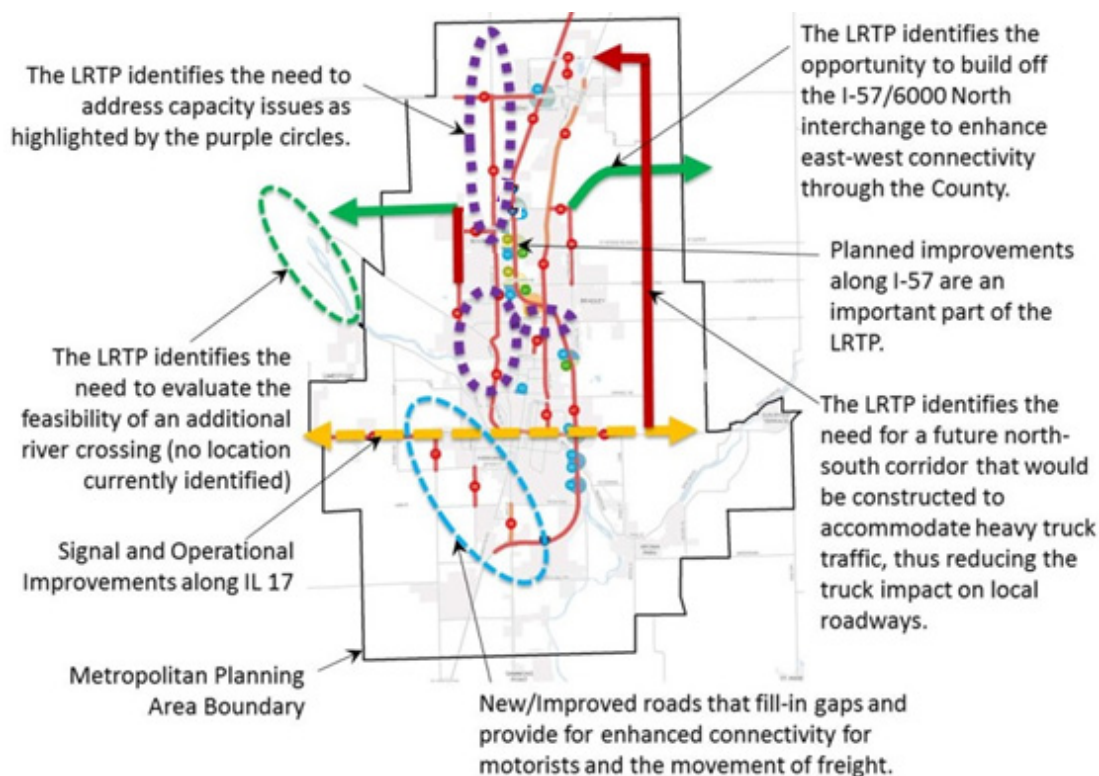 The LRTP identifies the need to
address capacity issues as
highlighted by the purple circles.
The LRTP identifies the
opportunity to build off
the I-57/6000 North
interchange to enhance
east-west connectivity
through the County.
Planned improvements
along I-57 are an
important part of the
LRTP.
The LRTP identifies the
need to evaluate the
feasibility of an additional
river crossing (no location
currently identified)
The LRTP identifies the
need for a future north-
south corridor that would
be constructed to
accommodate heavy truck
traffic, thus reducing the
truck impact on local
roadways.
Signal and Operational
Improvements along IL 17
Metropolitan Planning
Area Boundary
New/Improved roads that fill-in gaps and
provide for enhanced connectivity for
motorists and the movement of freight.
BRADLEY